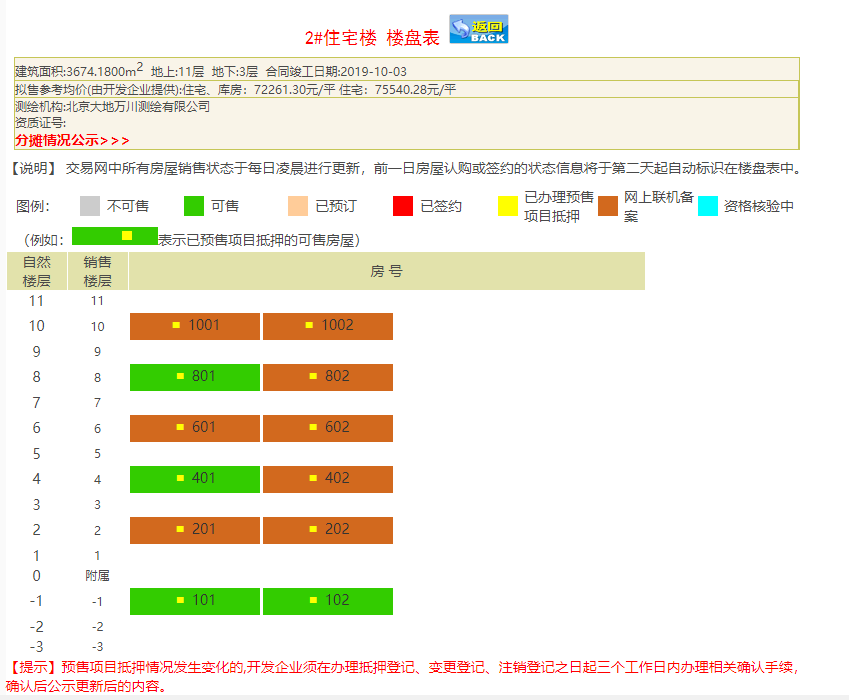 2#住宅楼 楼盘表 返回 BACK
建筑面积:3674.1800m2 地上:11层 地下:3层 合同竣工日期:2019-10-03
拟售参考均价(由开发企业提供):住宅、库房：72261.30元/平 住宅：75540.28元/平
测绘机构:北京大地万川测绘有限公司
资质证号:
分摊情况公示>>>
【说明】 交易网中所有房屋销售状态于每日凌晨进行更新，前一日房屋认购或签约的状态信息将于第二天起自动标识在楼盘表中。
图例： 不可售 可售 已预订 已签约 已办理预售项目抵押 网上联机备案 资格核验中
（例如： 表示已预售项目抵押的可售房屋）
自然楼层 销售楼层 房 号
11 11
10 10 1001 1002
9 9
8 8 801 802
7 7
6 6 601 602
5 5
4 4 401 402
3 3
2 2 201 202
1 1
0 附属
-1 -1 101 102
-2 -2
-3 -3
【提示】预售项目抵押情况发生变化的,开发企业须在办理抵押登记、变更登记、注销登记之日起三个工作日内办理相关确认手续，
确认后公示更新后的内容。